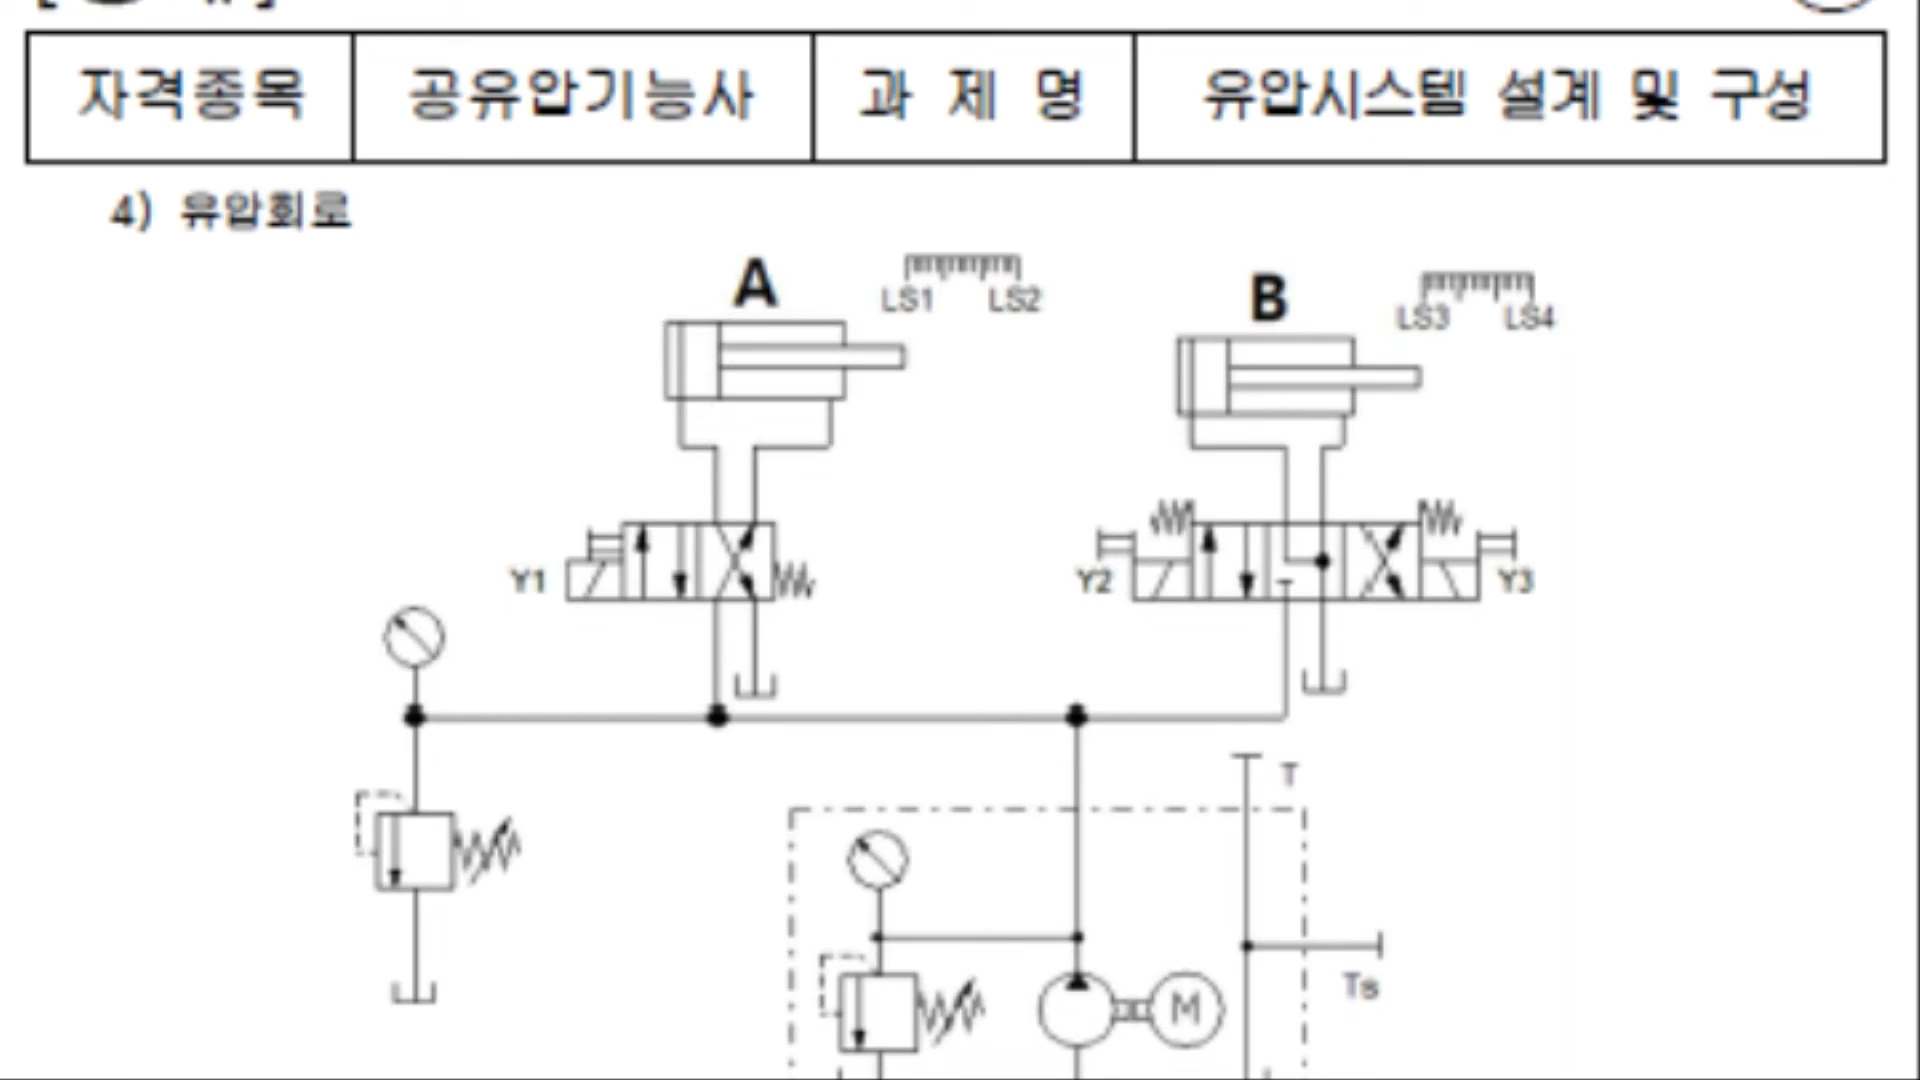 자격종목 공유압기능사 과 제 명 유압시스템 설계 및 구성
4) 유압회로
A LS1 LS2 B LS3 LS4
Y1 Y2 Y3
T
Ts
M